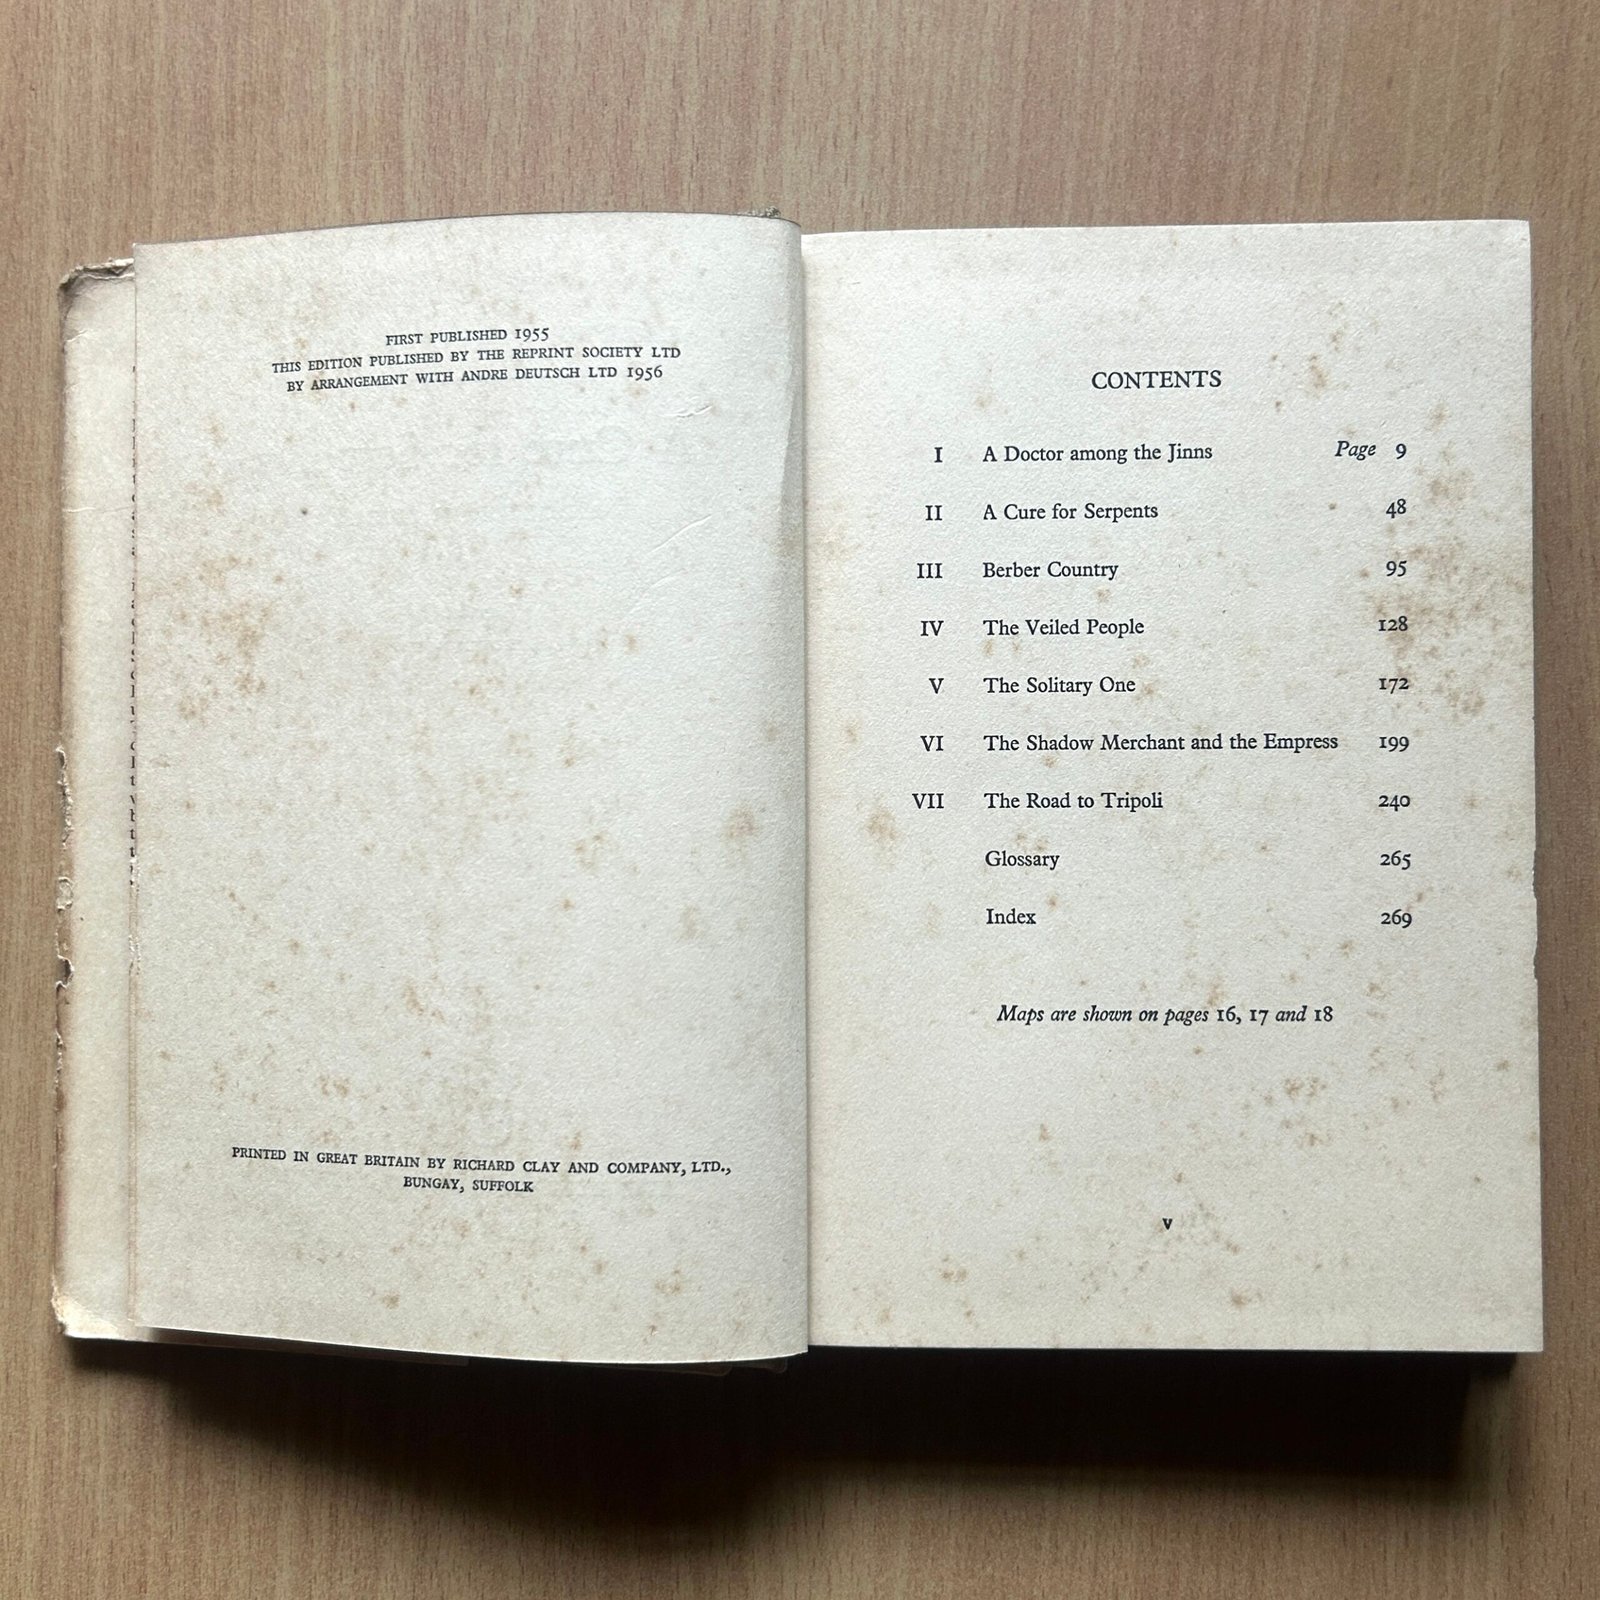 FIRST PUBLISHED 1955
THIS EDITION PUBLISHED BY THE REPRINT SOCIETY LTD
BY ARRANGEMENT WITH ANDRE DEUTSCH LTD 1956
PRINTED IN GREAT BRITAIN BY RICHARD CLAY AND COMPANY, LTD.,
BUNGAY, SUFFOLK
CONTENTS
I A Doctor among the Jinns Page 9
II A Cure for Serpents 48
III Berber Country 95
IV The Veiled People 128
V The Solitary One 172
VI The Shadow Merchant and the Empress 199
VII The Road to Tripoli 240
Glossary 265
Index 269
Maps are shown on pages 16, 17 and 18
v